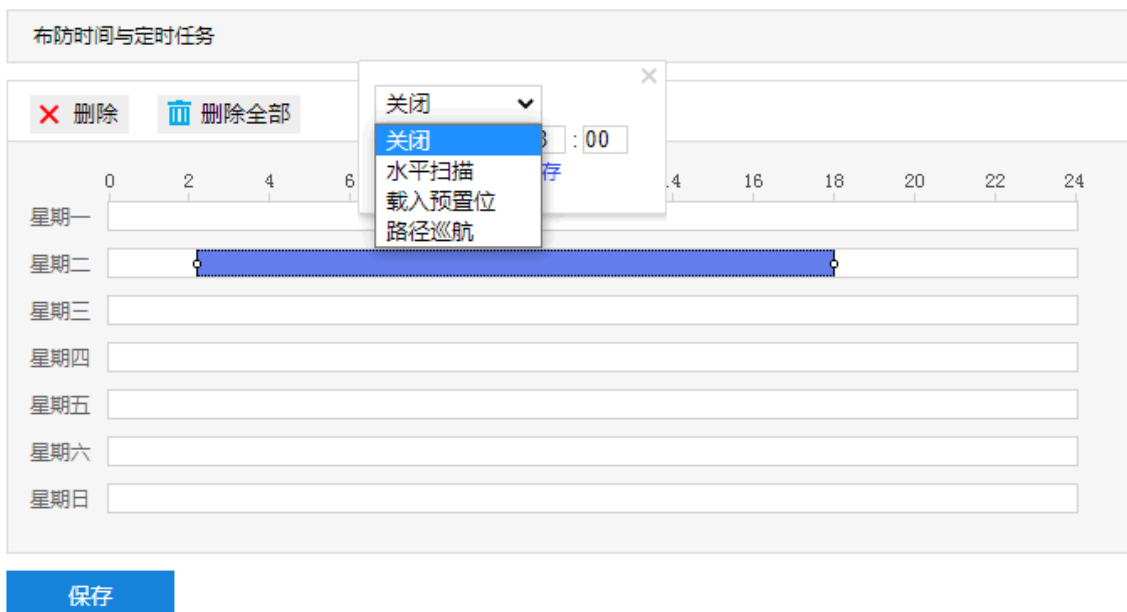 布防时间与定时任务
删除 删除全部
关闭
关闭 : 00
水平扫描 存
载入预置位
路径巡航
0 2 4 6 16 18 20 22 24
星期一
星期二
星期三
星期四
星期五
星期六
星期日
保存